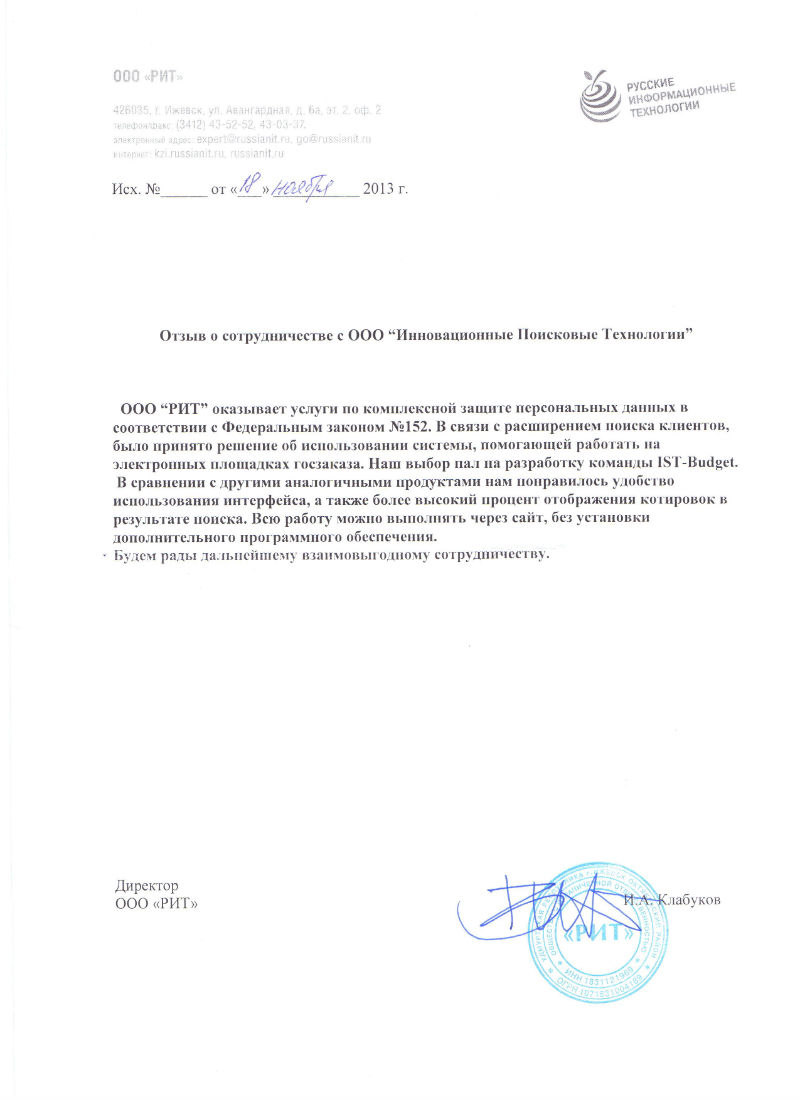 ООО «РИТ»
РУССКИЕ
ИНФОРМАЦИОННЫЕ
ТЕХНОЛОГИИ
426035, г. Ижевск, ул. Авангардная, д. 6а, эт. 2, оф. 2
телефон/факс: (3412) 43-52-52, 43-03-37,
электронный адрес: expert@russianit.ru, go@russianit.ru
интернет: kzi.russianit.ru, russianit.ru
Исх. №______ от «18» ноября 2013 г.
Отзыв о сотрудничестве с ООО “Инновационные Поисковые Технологии”
ООО “РИТ” оказывает услуги по комплексной защите персональных данных в
соответствии с Федеральным законом №152. В связи с расширением поиска клиентов,
было принято решение об использовании системы, помогающей работать на
электронных площадках госзаказа. Наш выбор пал на разработку команды IST-Budget.
В сравнении с другими аналогичными продуктами нам понравилось удобство
использования интерфейса, а также более высокий процент отображения котировок в
результате поиска. Всю работу можно выполнять через сайт, без установки
дополнительного программного обеспечения.
Будем рады дальнейшему взаимовыгодному сотрудничеству.
Директор
ООО «РИТ»
И.А. Клабуков
«РИТ»
ИНН 1831121969